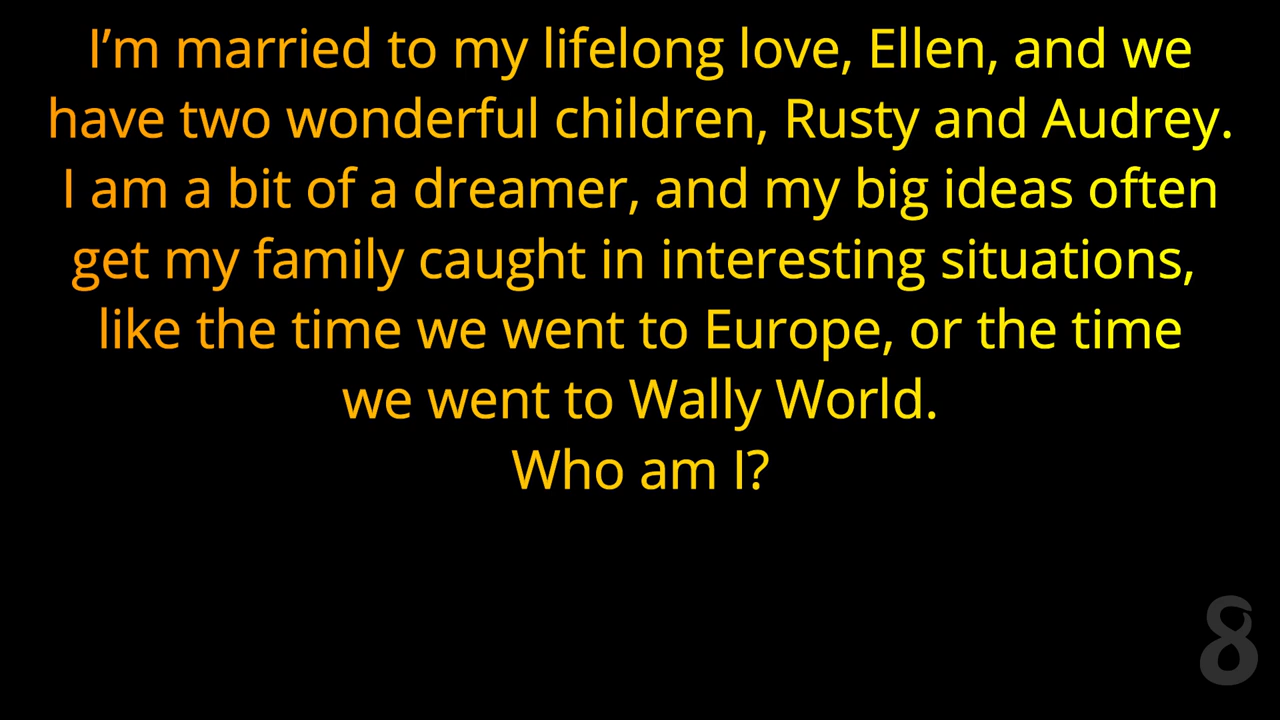 I’m married to my lifelong love, Ellen, and we
have two wonderful children, Rusty and Audrey.
I am a bit of a dreamer, and my big ideas often
get my family caught in interesting situations,
like the time we went to Europe, or the time
we went to Wally World.
Who am I?
8